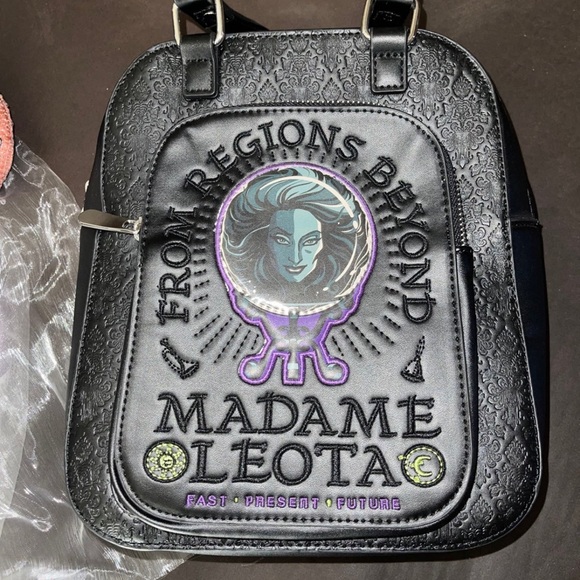 FROM REGIONS BEYOND
MADAME
LEOTA
PAST • PRESENT • FUTURE